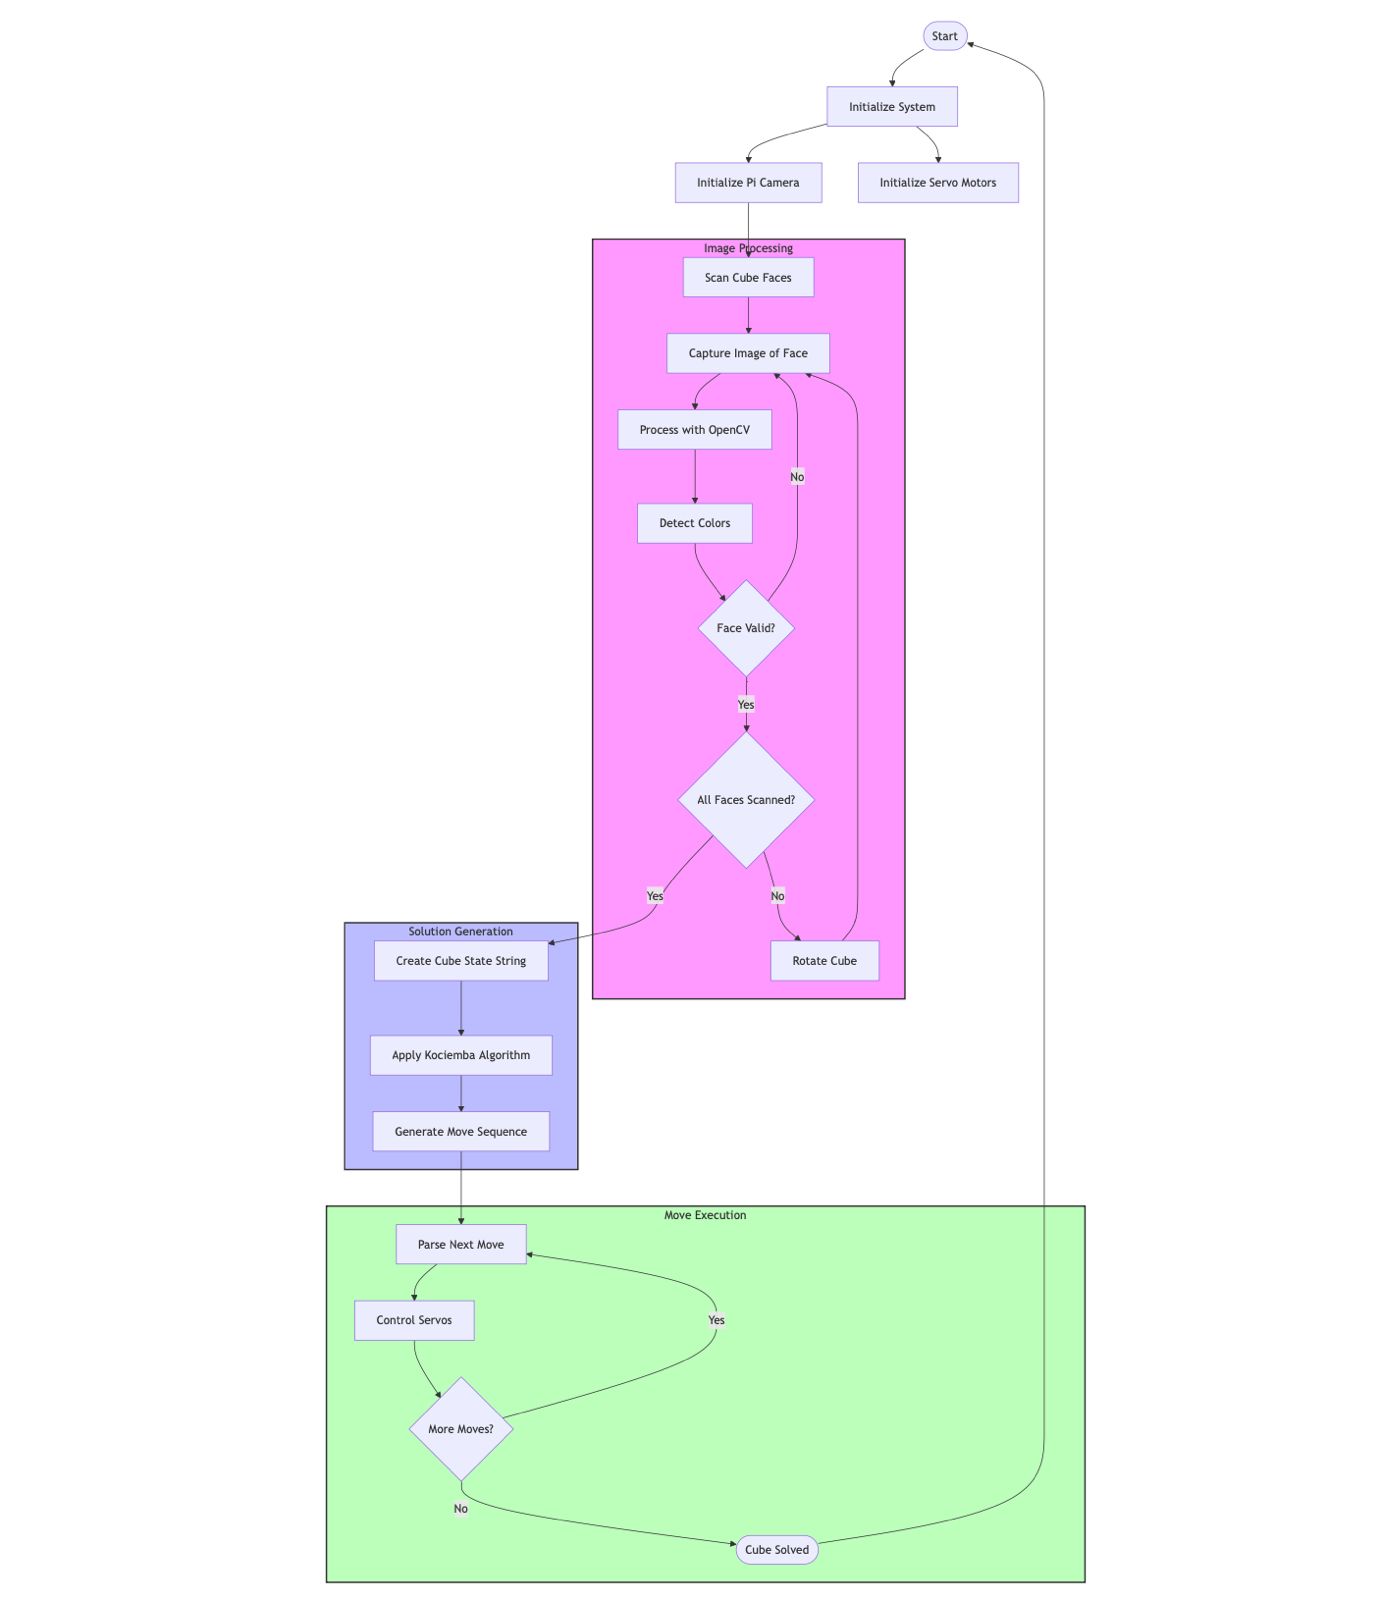 Start
Initialize System
Initialize Pi Camera
Initialize Servo Motors
Image Processing
Scan Cube Faces
Capture Image of Face
Process with OpenCV
No
Detect Colors
Face Valid?
Yes
All Faces Scanned?
Yes
No
Solution Generation
Create Cube State String
Rotate Cube
Apply Kociemba Algorithm
Generate Move Sequence
Move Execution
Parse Next Move
Control Servos
Yes
More Moves?
No
Cube Solved